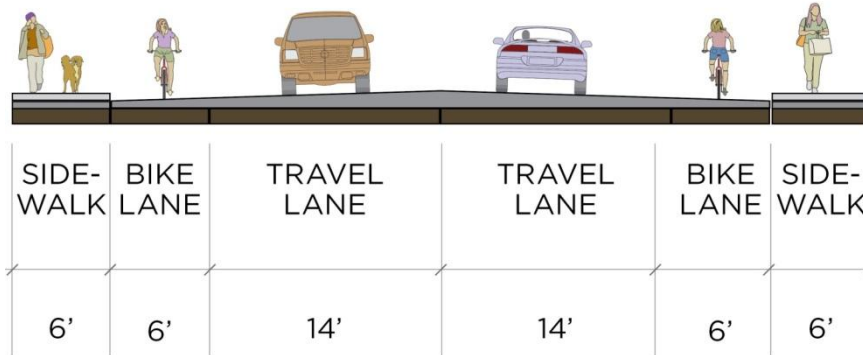 SIDE-
WALK
BIKE
LANE
TRAVEL
LANE
TRAVEL
LANE
BIKE
LANE
SIDE-
WALK
6’ 6’ 14’ 14’ 6’ 6’